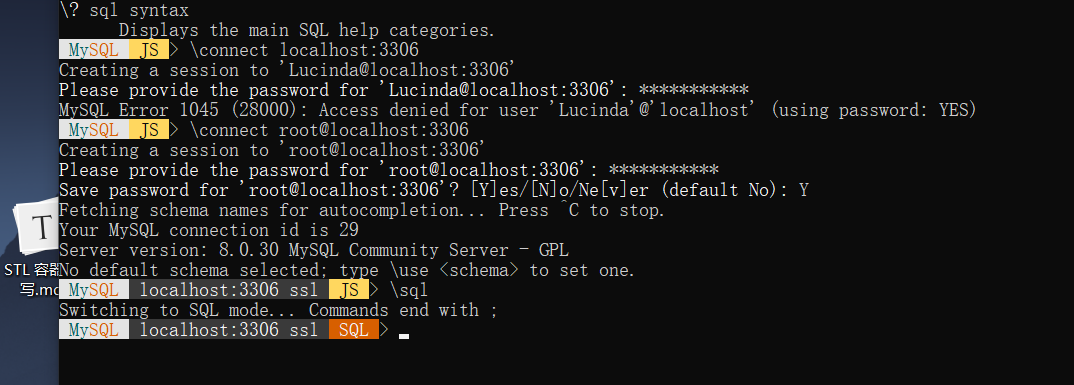 \? sql syntax
Displays the main SQL help categories.
MySQL JS > \connect localhost:3306
Creating a session to 'Lucinda@localhost:3306'
Please provide the password for 'Lucinda@localhost:3306': ***********
MySQL Error 1045 (28000): Access denied for user 'Lucinda'@'localhost' (using password: YES)
MySQL JS > \connect root@localhost:3306
Creating a session to 'root@localhost:3306'
Please provide the password for 'root@localhost:3306': ***********
Save password for 'root@localhost:3306'? [Y]es/[N]o/Ne[v]er (default No): Y
Fetching schema names for autocompletion... Press ^C to stop.
Your MySQL connection id is 29
Server version: 8.0.30 MySQL Community Server - GPL
No default schema selected; type \use <schema> to set one.
MySQL localhost:3306 ssl JS > \sql
Switching to SQL mode... Commands end with ;
MySQL localhost:3306 ssl SQL >
T
STL 容器
写.md